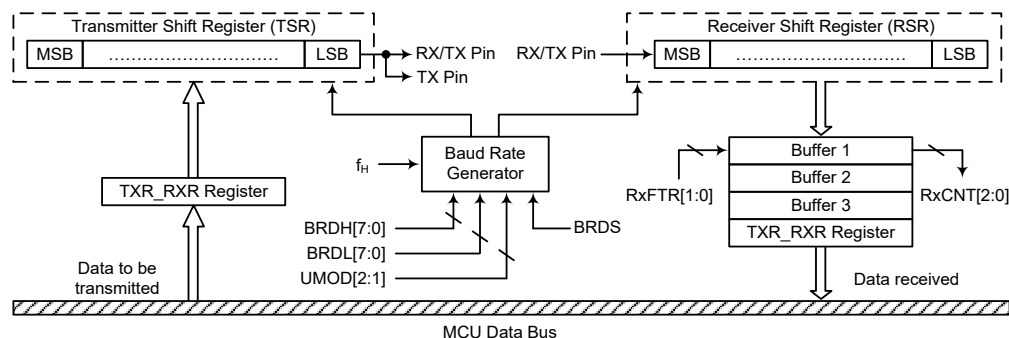 Transmitter Shift Register (TSR)
MSB ................................ LSB
RX/TX Pin
TX Pin
RX/TX Pin
Receiver Shift Register (RSR)
MSB ................................ LSB
fH
Baud Rate
Generator
BRDH[7:0]
BRDL[7:0]
UMOD[2:1]
BRDS
TXR_RXR Register
Data to be
transmitted
RxFTR[1:0]
Buffer 1
Buffer 2
Buffer 3
TXR_RXR Register
RxCNT[2:0]
Data received
MCU Data Bus